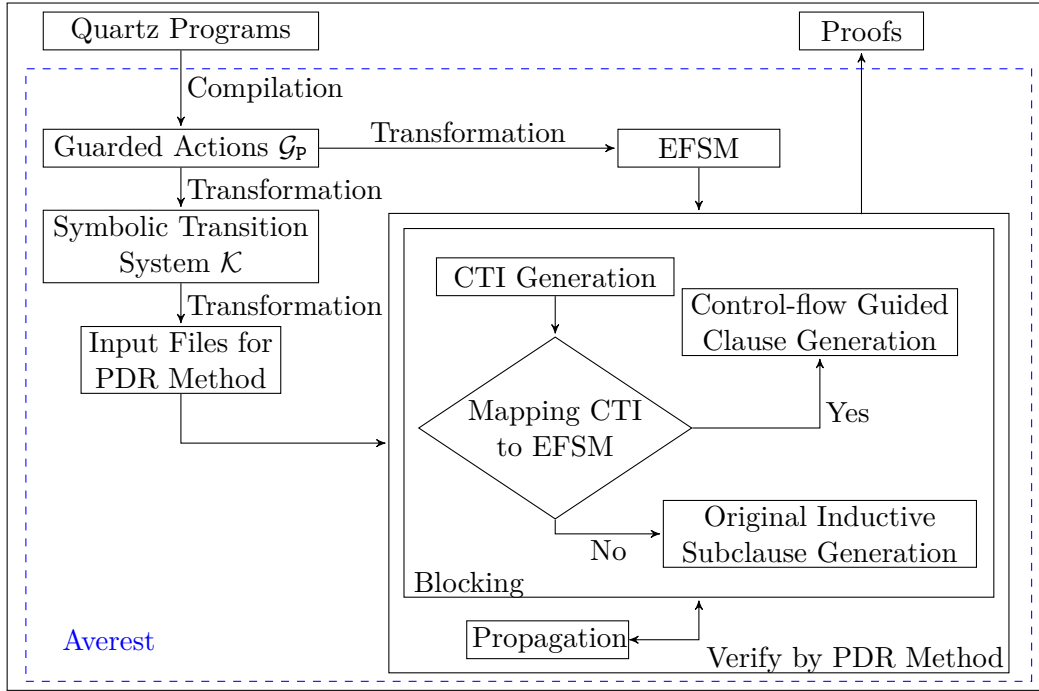 Quartz Programs
Proofs
Compilation
Guarded Actions 𝒢ₚ
Transformation
EFSM
Transformation
Symbolic Transition
System 𝒦
Transformation
Input Files for
PDR Method
CTI Generation
Control-flow Guided
Clause Generation
Mapping CTI
to EFSM
Yes
No
Original Inductive
Subclause Generation
Blocking
Propagation
Verify by PDR Method
Averest